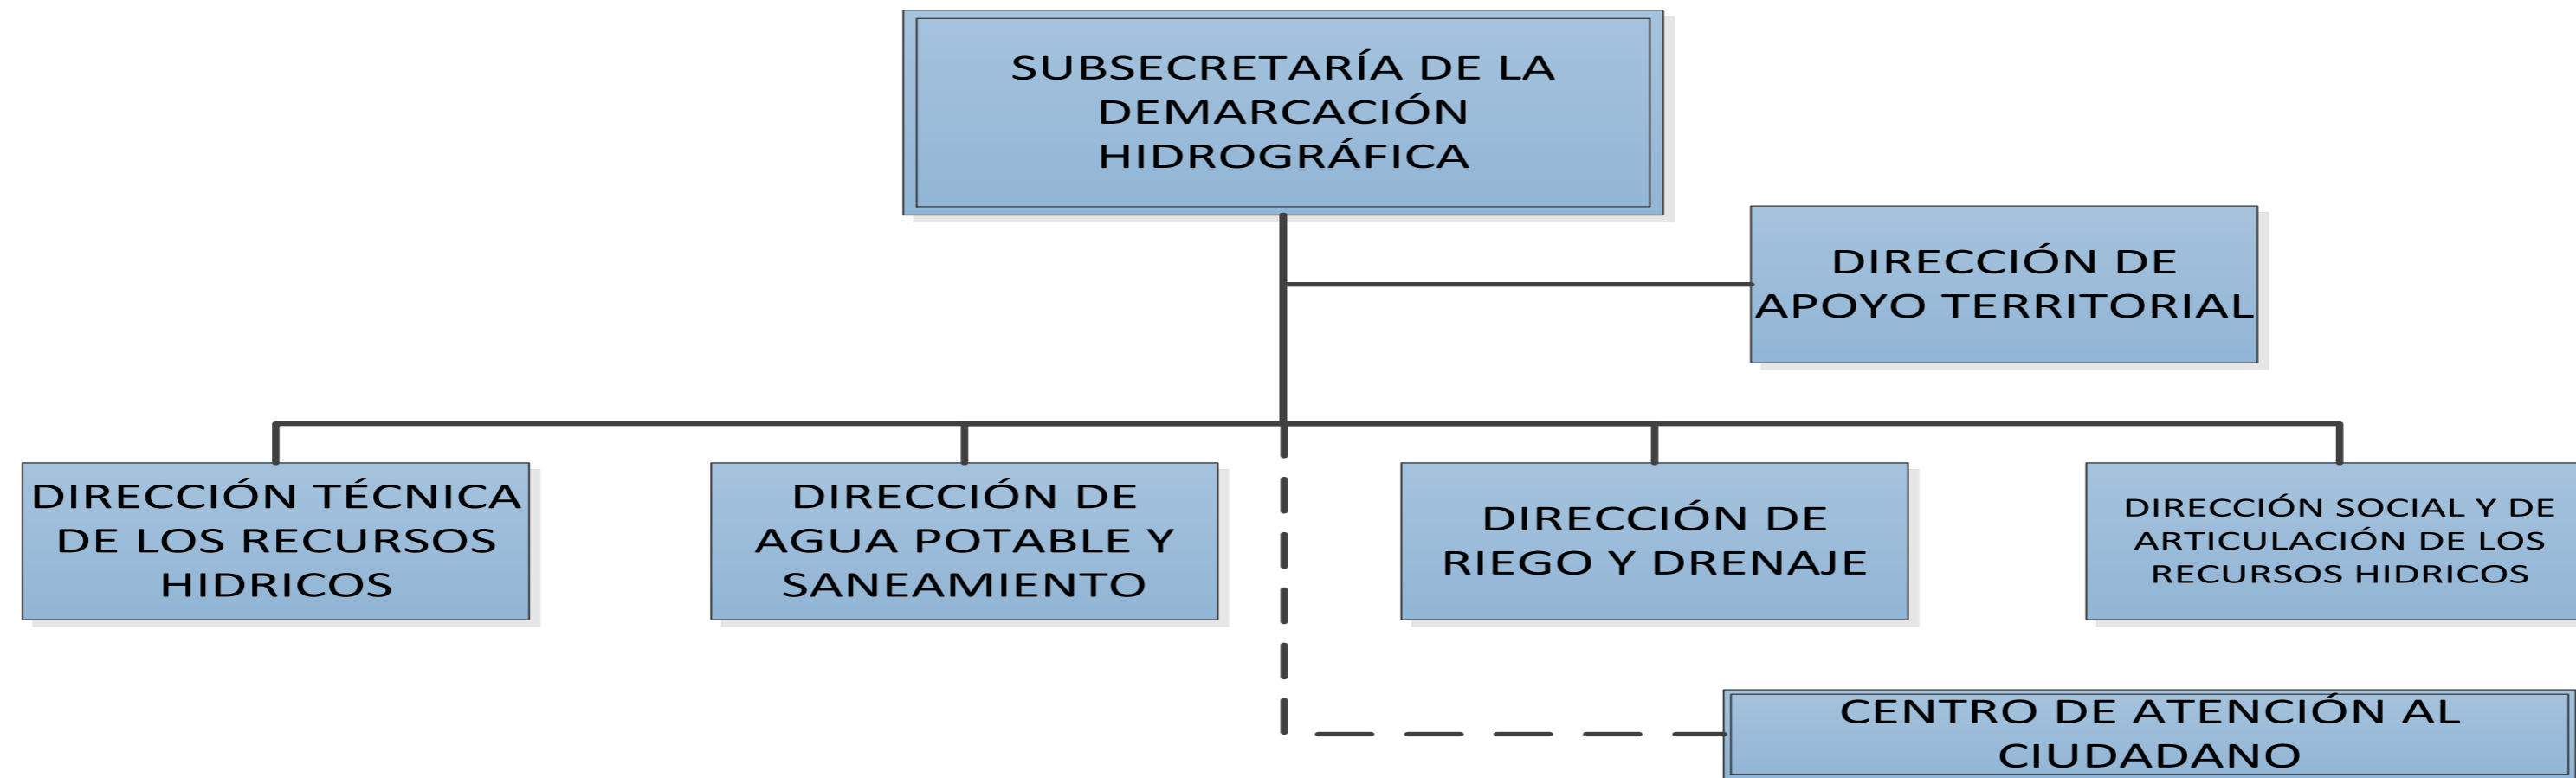 SUBSECRETARÍA DE LA
DEMARCACIÓN
HIDROGRÁFICA
DIRECCIÓN DE
APOYO TERRITORIAL
DIRECCIÓN TÉCNICA
DE LOS RECURSOS
HIDRICOS
DIRECCIÓN DE
AGUA POTABLE Y
SANEAMIENTO
DIRECCIÓN DE
RIEGO Y DRENAJE
DIRECCIÓN SOCIAL Y DE
ARTICULACIÓN DE LOS
RECURSOS HIDRICOS
CENTRO DE ATENCIÓN AL
CIUDADANO